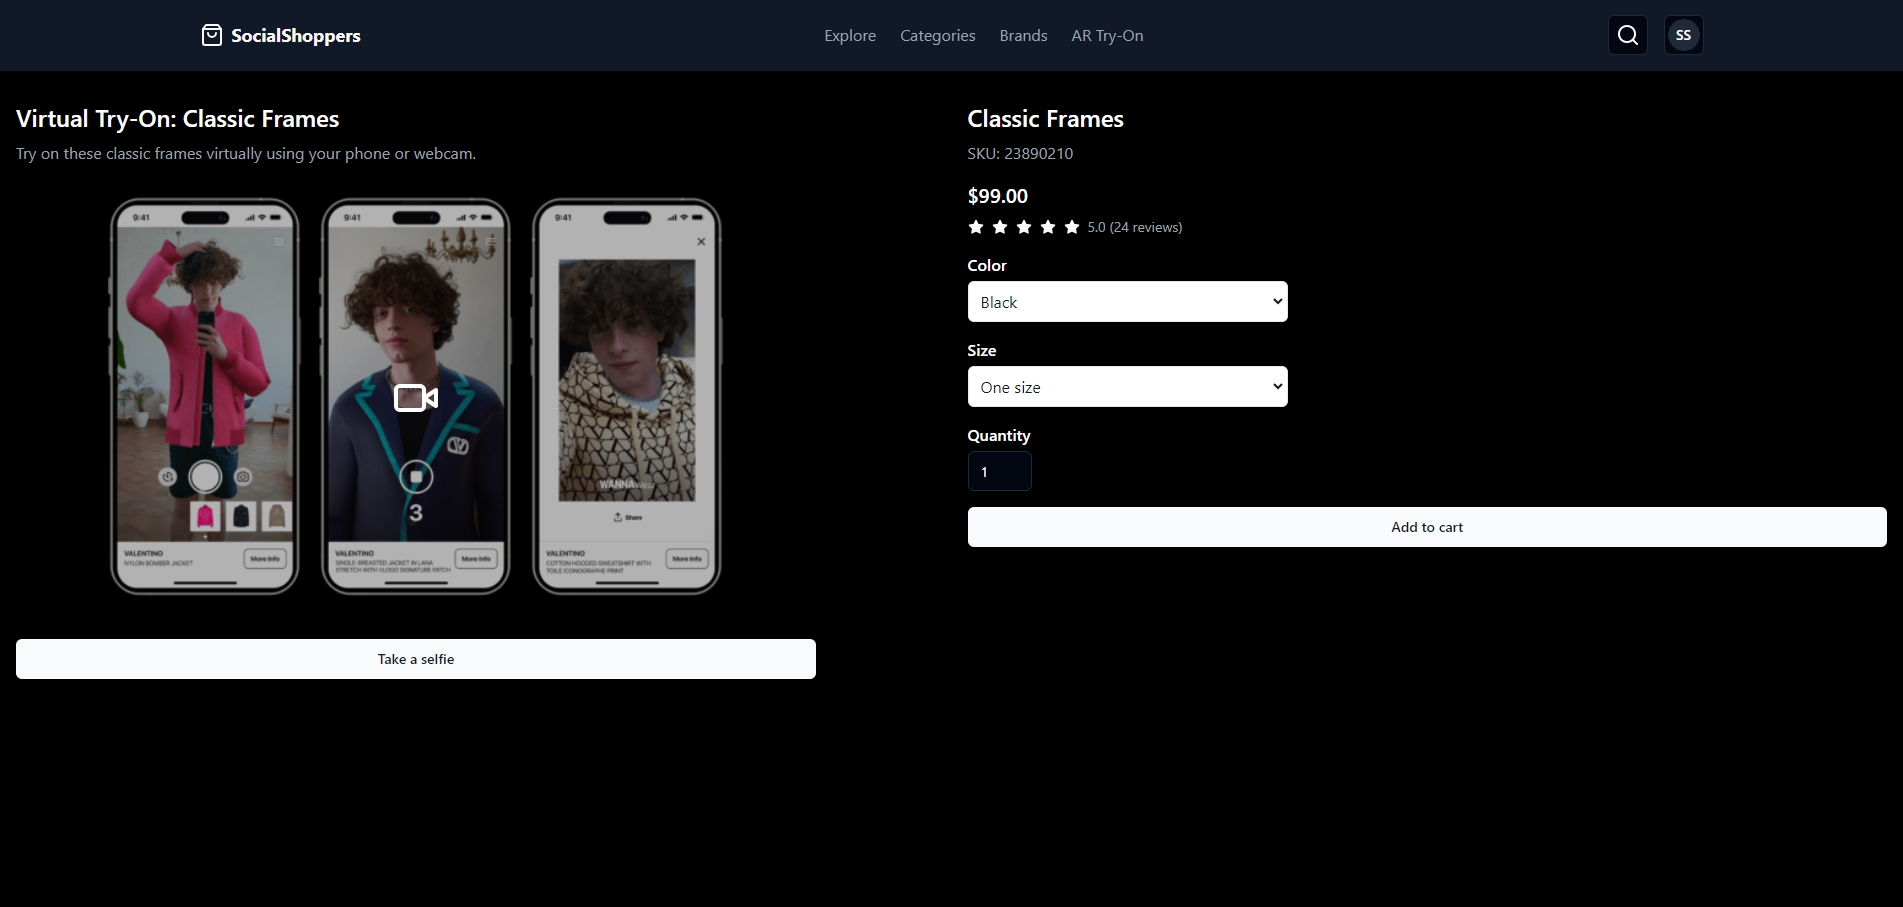 SocialShoppers
Explore
Categories
Brands
AR Try-On
SS
Virtual Try-On: Classic Frames
Try on these classic frames virtually using your phone or webcam.
9:41
VALENTINO
NYLON BOMBER JACKET
More Info
9:41
3
VALENTINO
SINGLE-BREASTED JACKET IN LANA
STRETCH WITH VLOGO SIGNATURE PATCH
More Info
9:41
WANNA Wear
Share
VALENTINO
COTTON HOODED SWEATSHIRT WITH
TOILE ICONOGRAPHE PRINT
More Info
Take a selfie
Classic Frames
SKU: 23890210
$99.00
5.0 (24 reviews)
Color
Black
Size
One size
Quantity
1
Add to cart